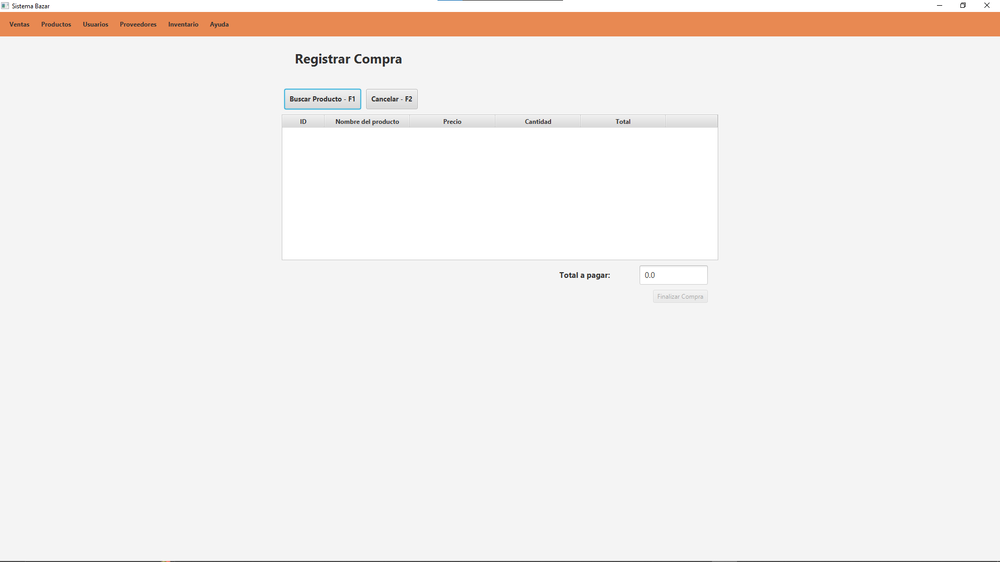 Sistema Bazar
Ventas Productos Usuarios Proveedores Inventario Ayuda
Registrar Compra
Buscar Producto - F1 Cancelar - F2
ID Nombre del producto Precio Cantidad Total
Total a pagar: 0.0
Finalizar Compra